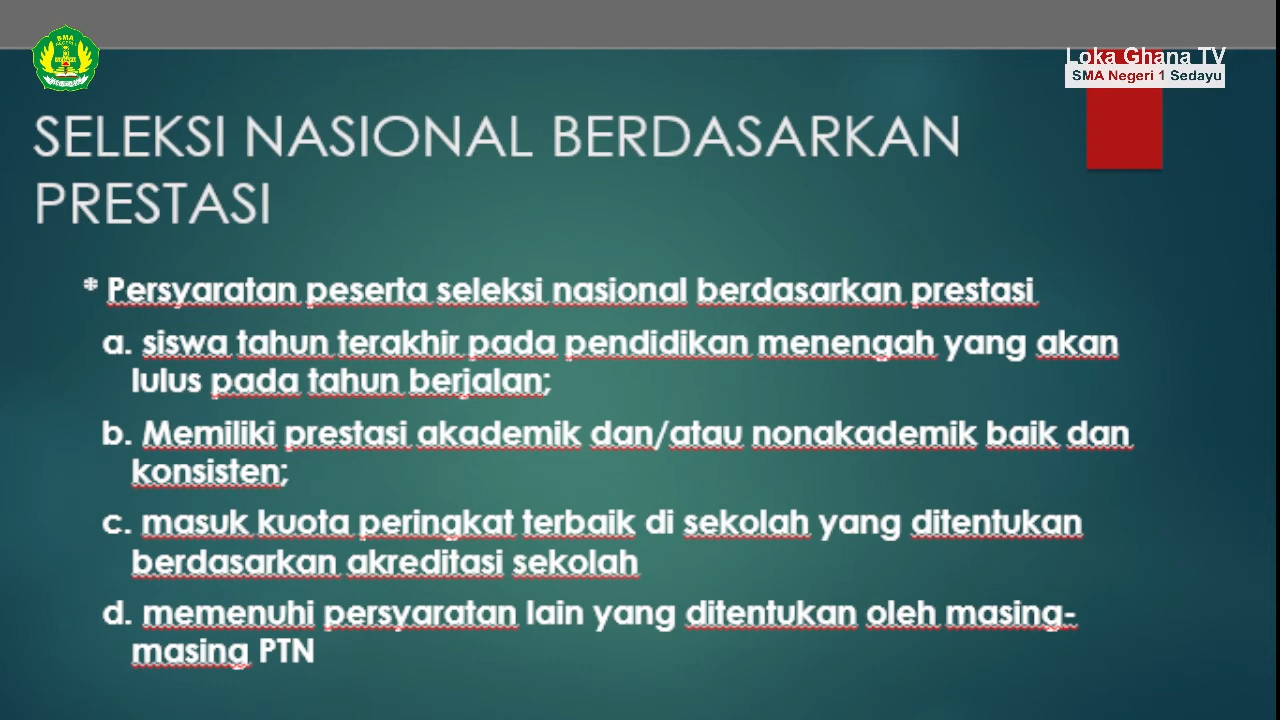 SMA
Loka Ghana TV
SMA Negeri 1 Sedayu
SELEKSI NASIONAL BERDASARKAN
PRESTASI
* Persyaratan peserta seleksi nasional berdasarkan prestasi
a. siswa tahun terakhir pada pendidikan menengah yang akan
lulus pada tahun berjalan;
b. Memiliki prestasi akademik dan/atau nonakademik baik dan
konsisten;
c. masuk kuota peringkat terbaik di sekolah yang ditentukan
berdasarkan akreditasi sekolah
d. memenuhi persyaratan lain yang ditentukan oleh masing-
masing PTN